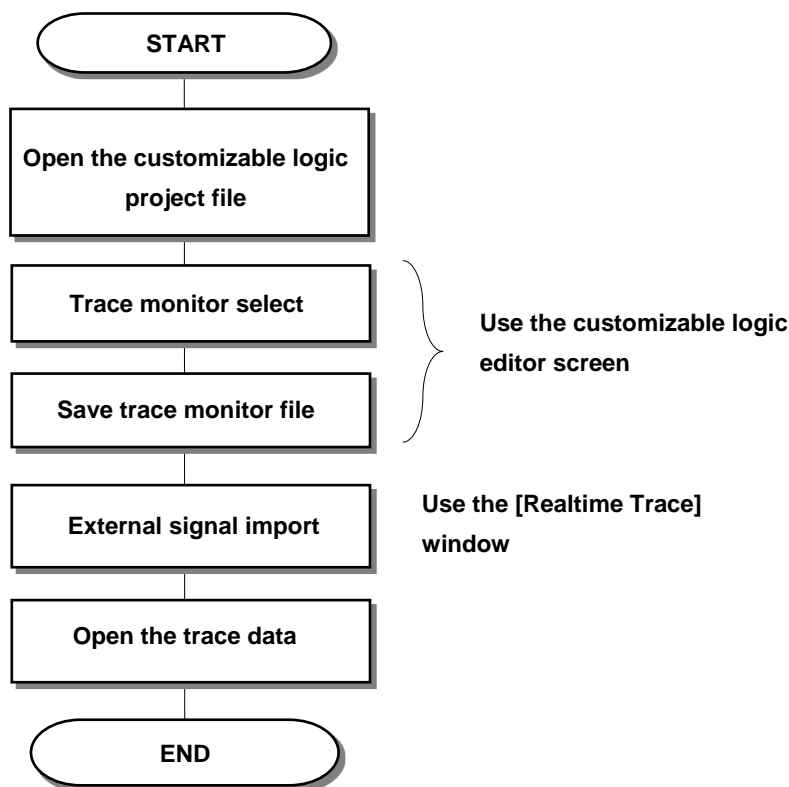 START
Open the customizable logic
project file
Trace monitor select
Use the customizable logic
editor screen
Save trace monitor file
External signal import
Use the [Realtime Trace]
window
Open the trace data
END